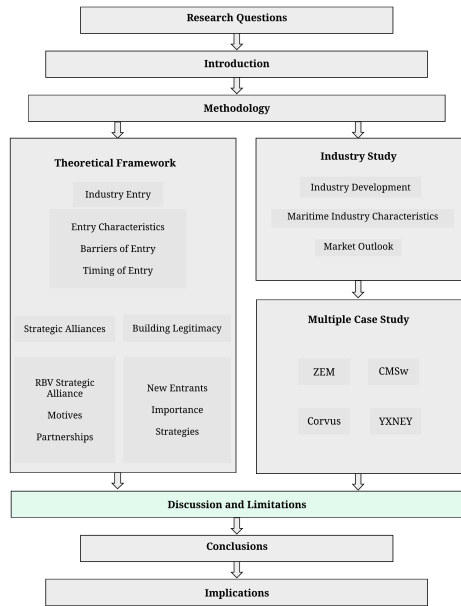 Research Questions
Introduction
Methodology
Theoretical Framework
Industry Entry
Entry Characteristics
Barriers of Entry
Timing of Entry
Strategic Alliances
Building Legitimacy
RBV Strategic
Alliance
Motives
Partnerships
New Entrants
Importance
Strategies
Industry Study
Industry Development
Maritime Industry Characteristics
Market Outlook
Multiple Case Study
ZEM
CMSw
Corvus
YXNEY
Discussion and Limitations
Conclusions
Implications